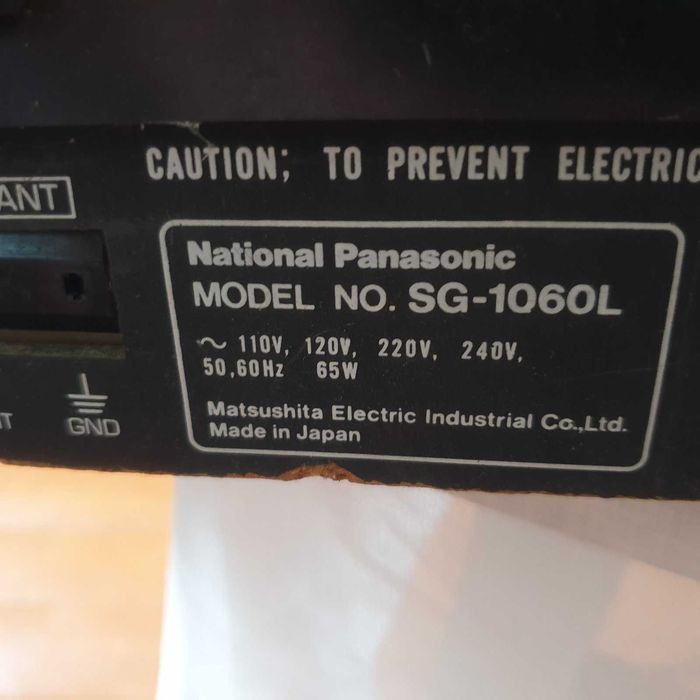 CAUTION; TO PREVENT ELECTRIC
ANT
National Panasonic
MODEL NO. SG-1060L
~ 110V, 120V, 220V, 240V,
50,60Hz 65W
GND
Matsushita Electric Industrial Co.,Ltd.
Made in Japan